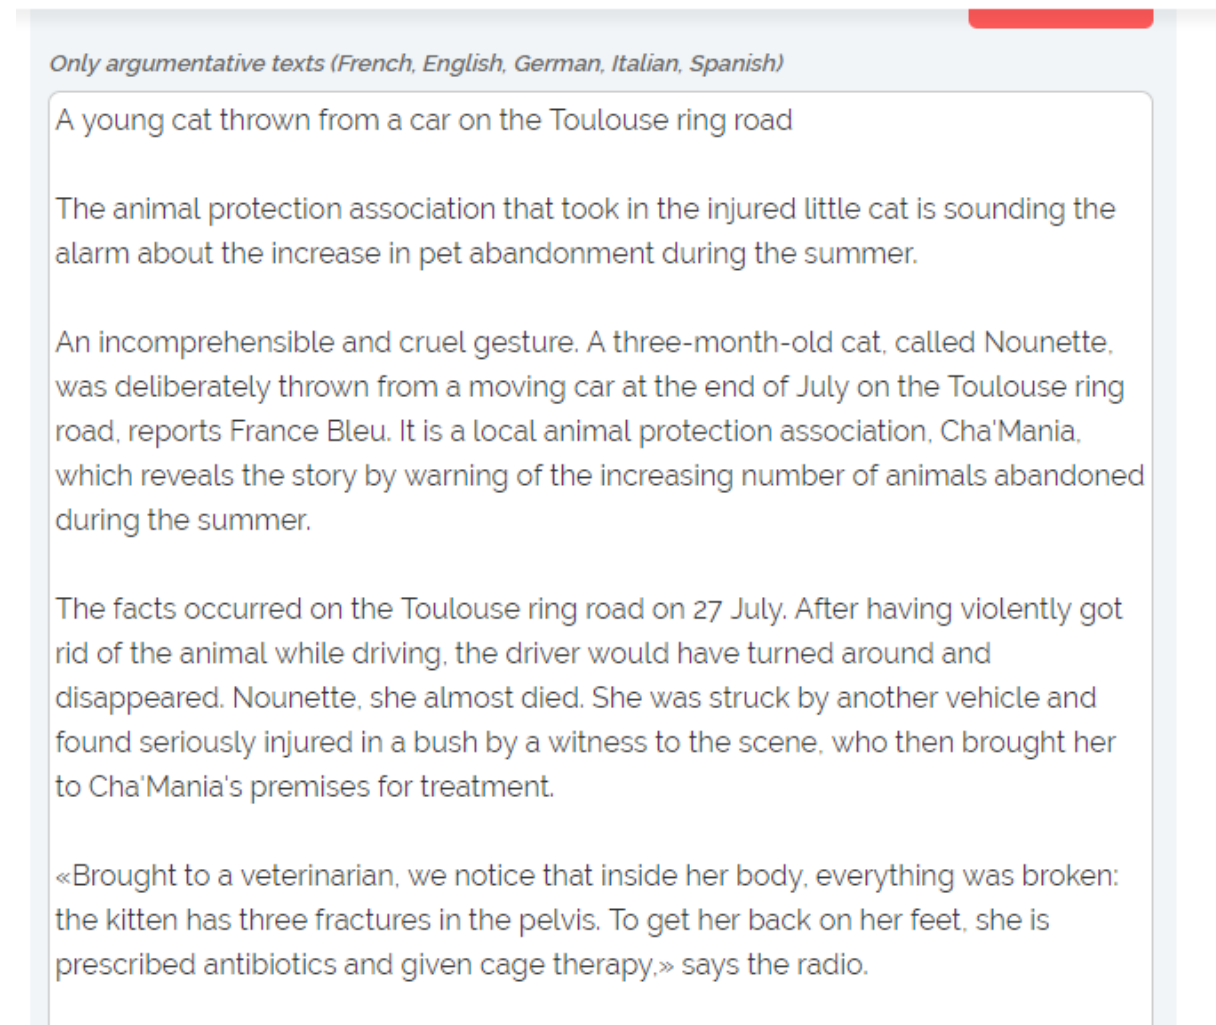 Only argumentative texts (French, English, German, Italian, Spanish)
A young cat thrown from a car on the Toulouse ring road
The animal protection association that took in the injured little cat is sounding the
alarm about the increase in pet abandonment during the summer.
An incomprehensible and cruel gesture. A three-month-old cat, called Nounette,
was deliberately thrown from a moving car at the end of July on the Toulouse ring
road, reports France Bleu. It is a local animal protection association, Cha'Mania,
which reveals the story by warning of the increasing number of animals abandoned
during the summer.
The facts occurred on the Toulouse ring road on 27 July. After having violently got
rid of the animal while driving, the driver would have turned around and
disappeared. Nounette, she almost died. She was struck by another vehicle and
found seriously injured in a bush by a witness to the scene, who then brought her
to Cha'Mania's premises for treatment.
«Brought to a veterinarian, we notice that inside her body, everything was broken:
the kitten has three fractures in the pelvis. To get her back on her feet, she is
prescribed antibiotics and given cage therapy,» says the radio.